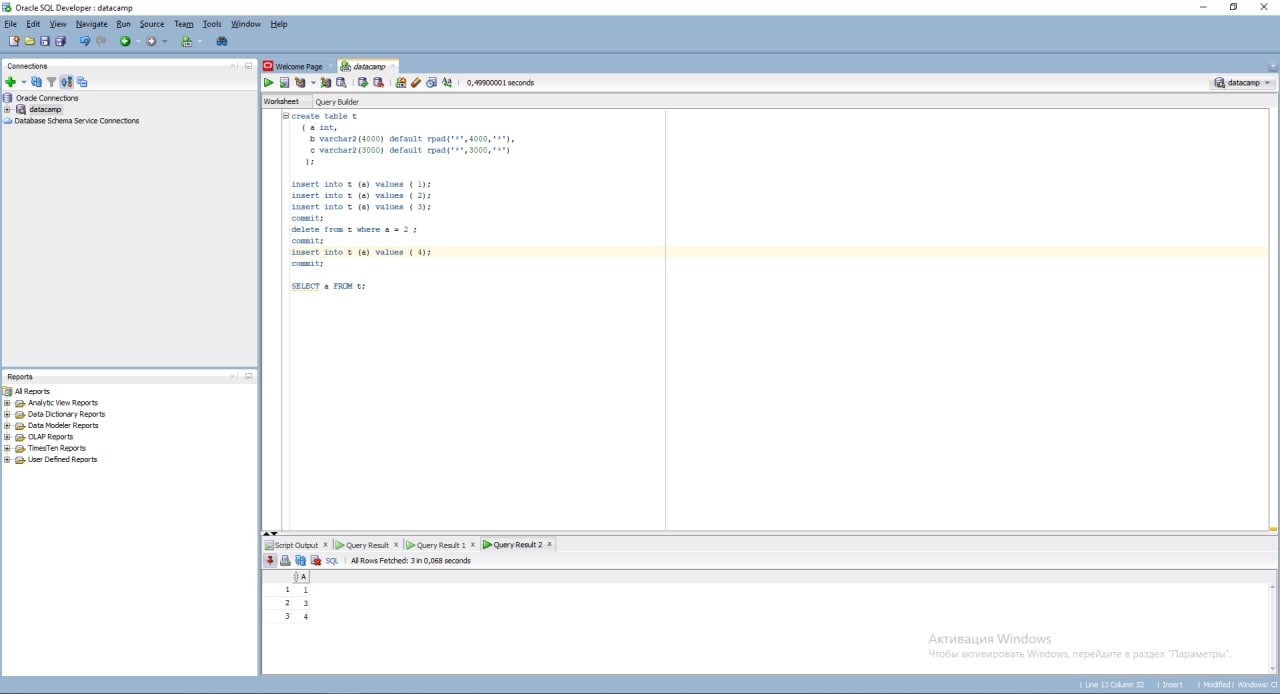 Oracle SQL Developer : datacamp
File Edit View Navigate Run Source Team Tools Window Help
Connections
Oracle Connections
datacamp
Database Schema Service Connections
Reports
All Reports
Analytic View Reports
Data Dictionary Reports
Data Modeler Reports
OLAP Reports
TimesTen Reports
User Defined Reports
Welcome Page datacamp
0,49900001 seconds
datacamp
Worksheet Query Builder
create table t
( a int,
b varchar2(4000) default rpad('*',4000,'*'),
c varchar2(3000) default rpad('*',3000,'*')
);
insert into t (a) values ( 1);
insert into t (a) values ( 2);
insert into t (a) values ( 3);
commit;
delete from t where a = 2 ;
commit;
insert into t (a) values ( 4);
commit;
SELECT a FROM t;
Script Output Query Result Query Result 1 Query Result 2
SQL All Rows Fetched: 3 in 0,068 seconds
A
1 1
2 3
3 4
Активация Windows
Чтобы активировать Windows, перейдите в раздел "Параметры".
Line 13 Column 32 Insert Modified Windows: Cl